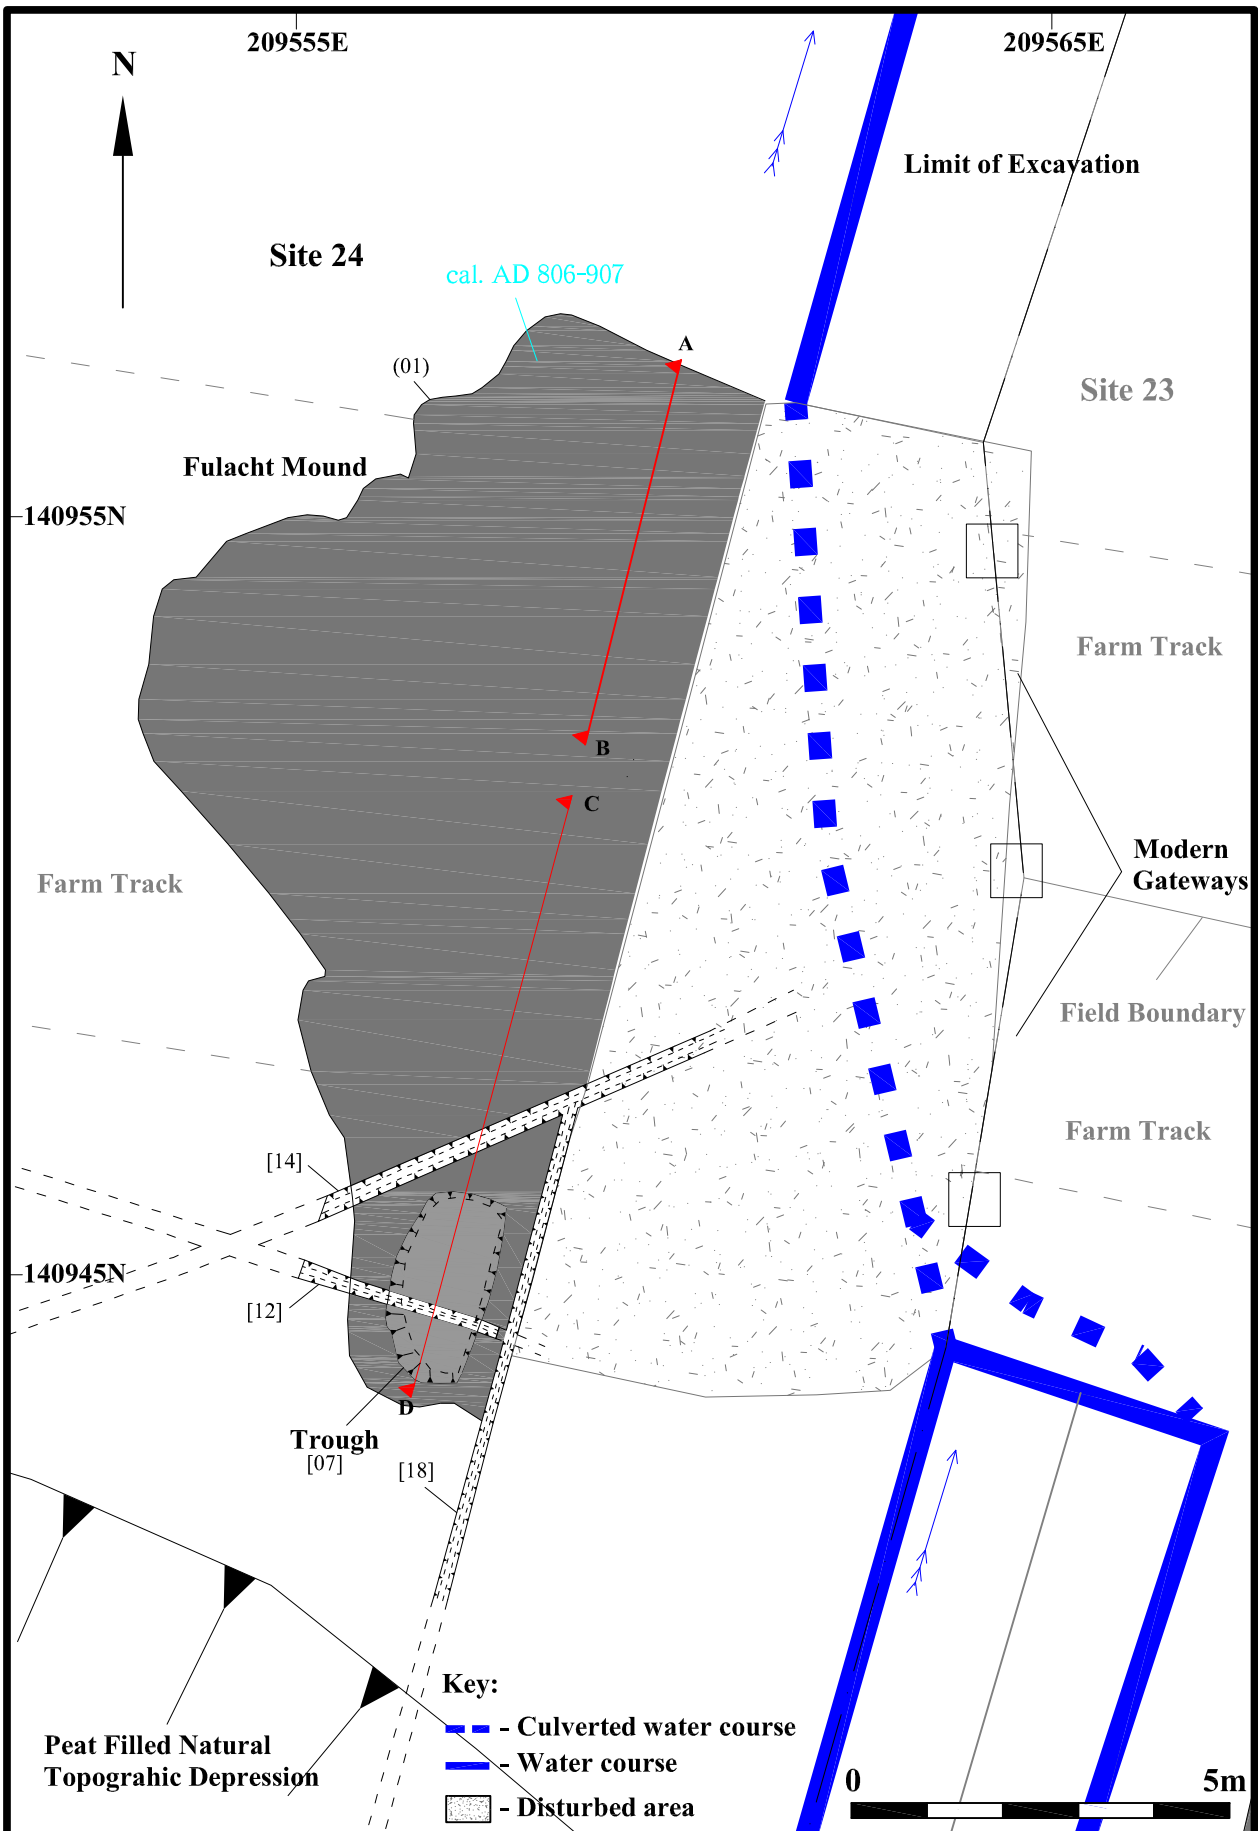 209555E
209565E
N
Limit of Excavation
Site 24
cal. AD 806-907
A
(01)
Site 23
Fulacht Mound
140955N
Farm Track
B
C
Modern
Gateways
Farm Track
Field Boundary
Farm Track
[14]
140945N
[12]
D
Trough
[07]
[18]
Key:
- Culverted water course
- Water course
- Disturbed area
Peat Filled Natural
Topograhic Depression
0
5m